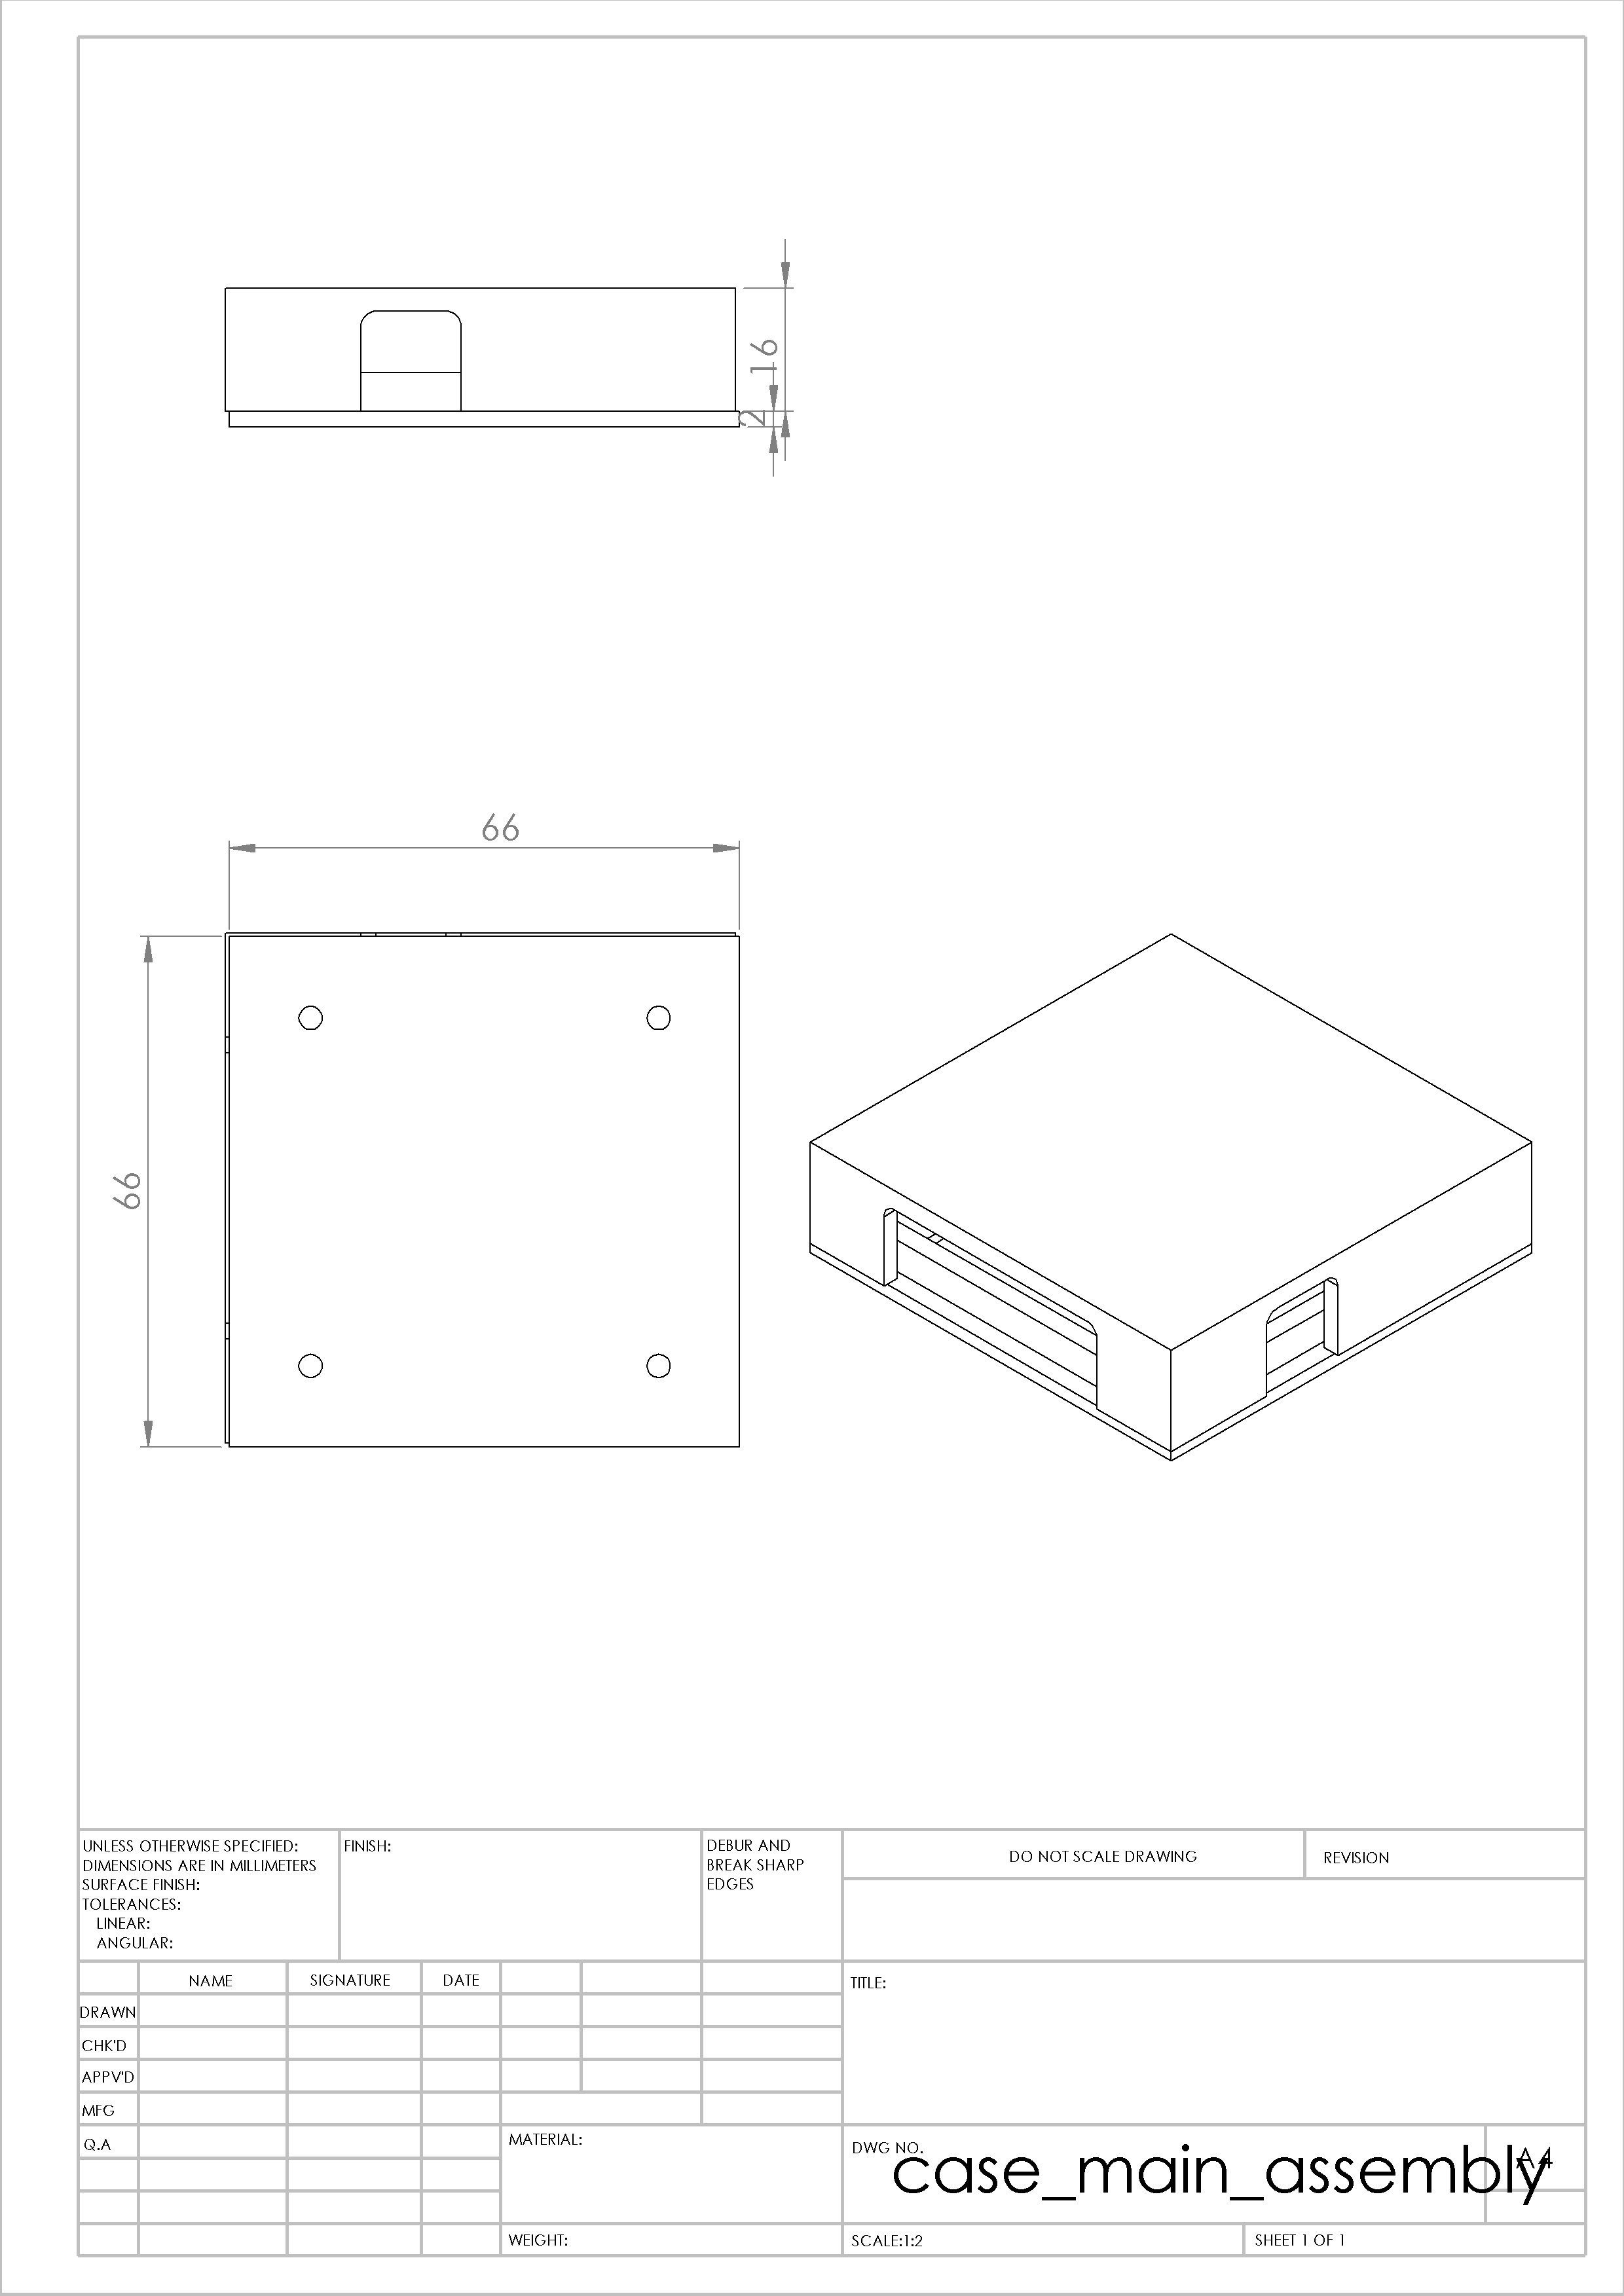 16
2
66
66
UNLESS OTHERWISE SPECIFIED:
DIMENSIONS ARE IN MILLIMETERS
SURFACE FINISH:
TOLERANCES:
LINEAR:
ANGULAR:
FINISH:
DEBUR AND
BREAK SHARP
EDGES
DO NOT SCALE DRAWING
REVISION
NAME
SIGNATURE
DATE
TITLE:
DRAWN
CHK'D
APPV'D
MFG
Q.A
MATERIAL:
DWG NO.
case_main_assembly
A4
WEIGHT:
SCALE:1:2
SHEET 1 OF 1